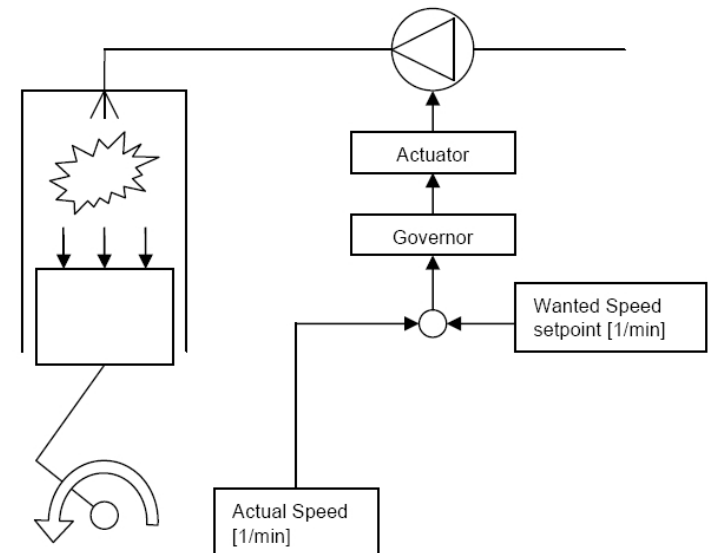 Actuator
Governor
Wanted Speed
setpoint [1/min]
Actual Speed
[1/min]